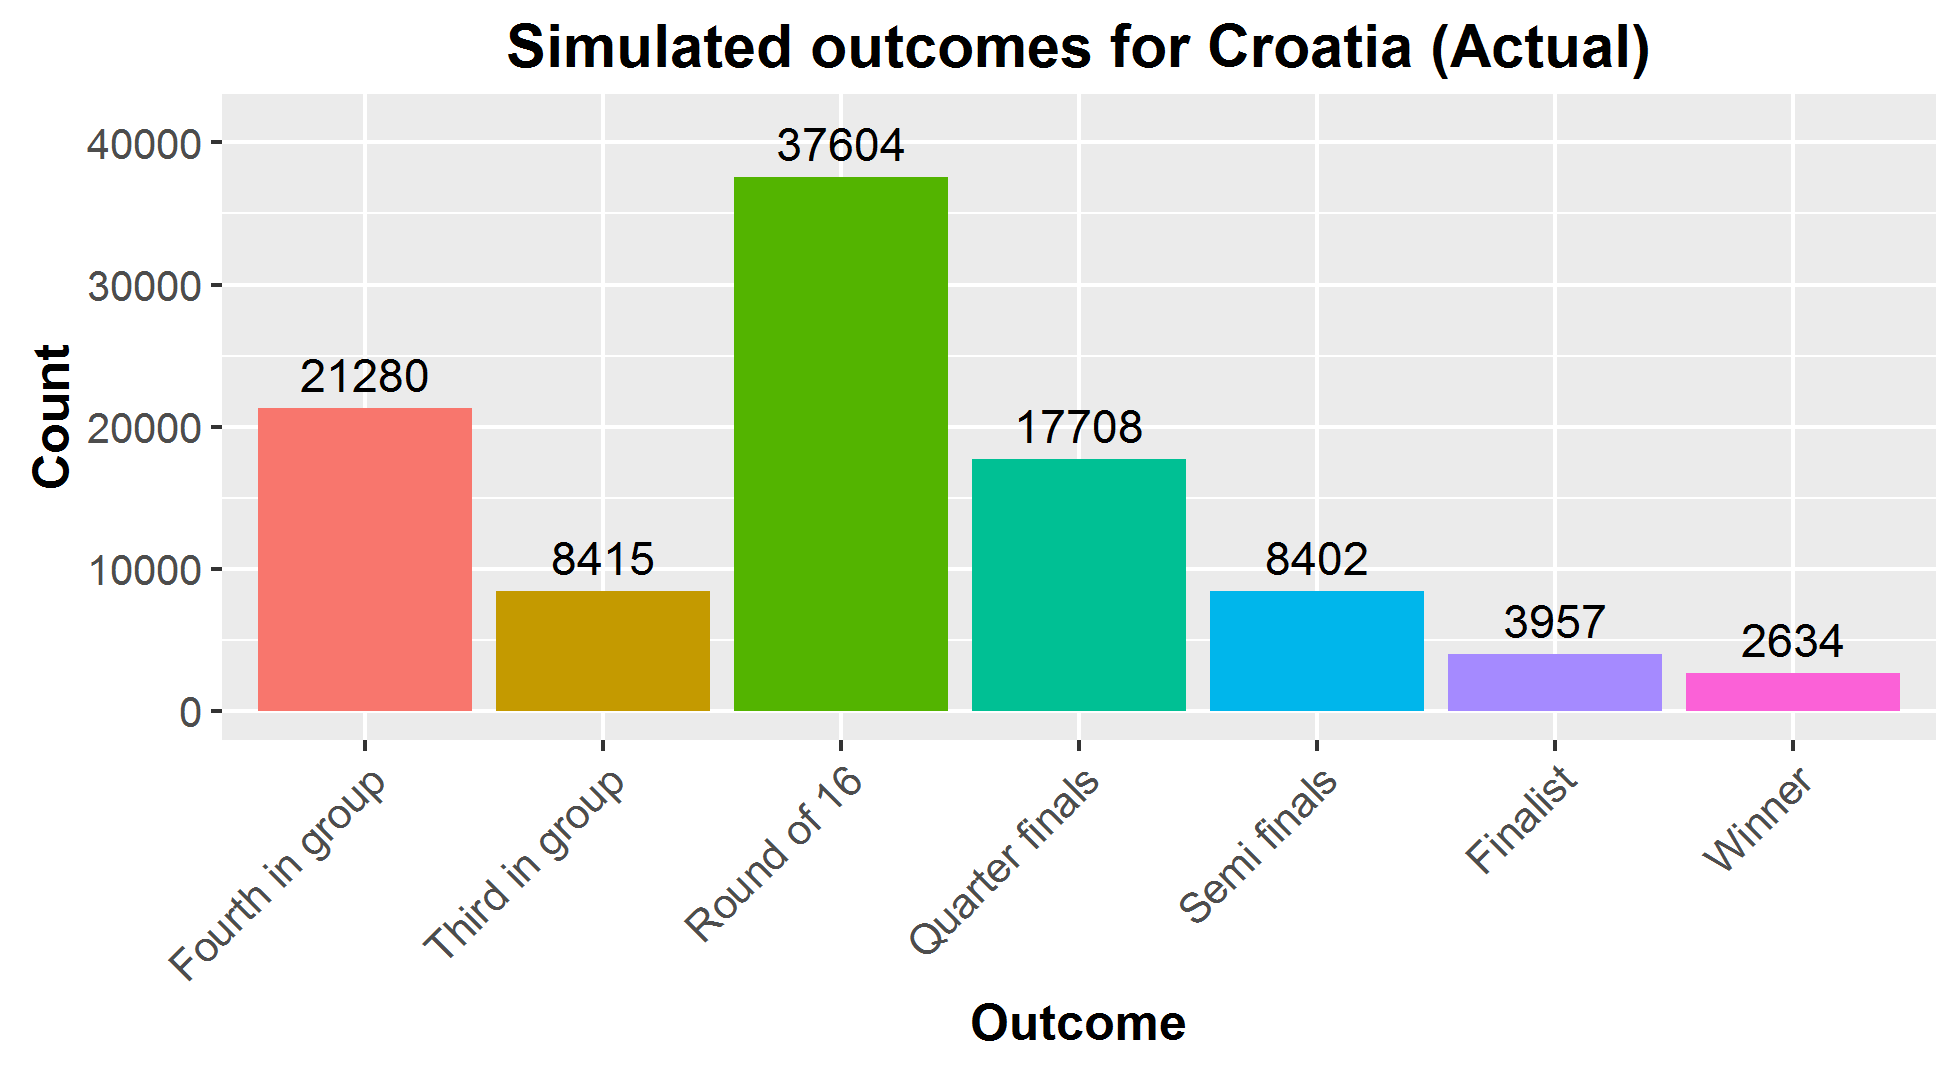 Simulated outcomes for Croatia (Actual)
Count
40000
30000
20000
10000
0
21280
8415
37604
17708
8402
3957
2634
Fourth in group
Third in group
Round of 16
Quarter finals
Semi finals
Finalist
Winner
Outcome